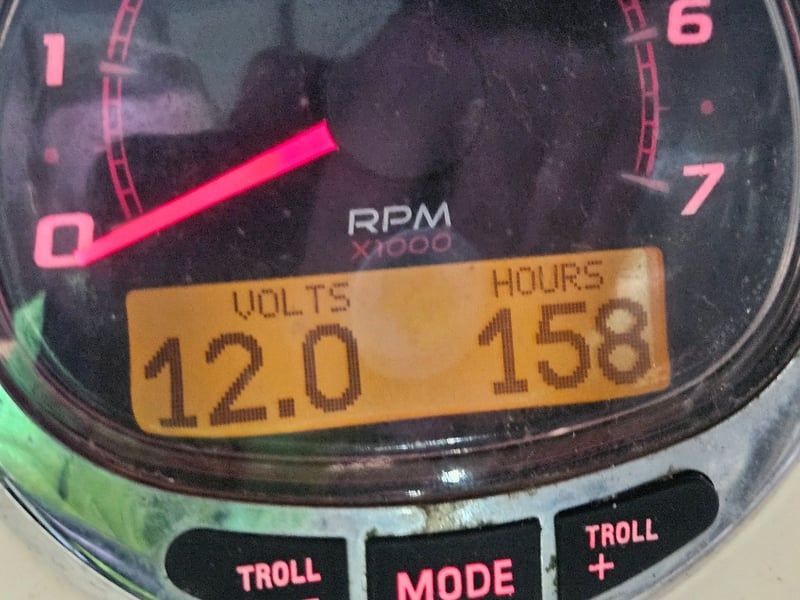 1
6
0
7
RPM
X1000
VOLTS HOURS
12.0 158
TROLL
-
MODE
TROLL
+